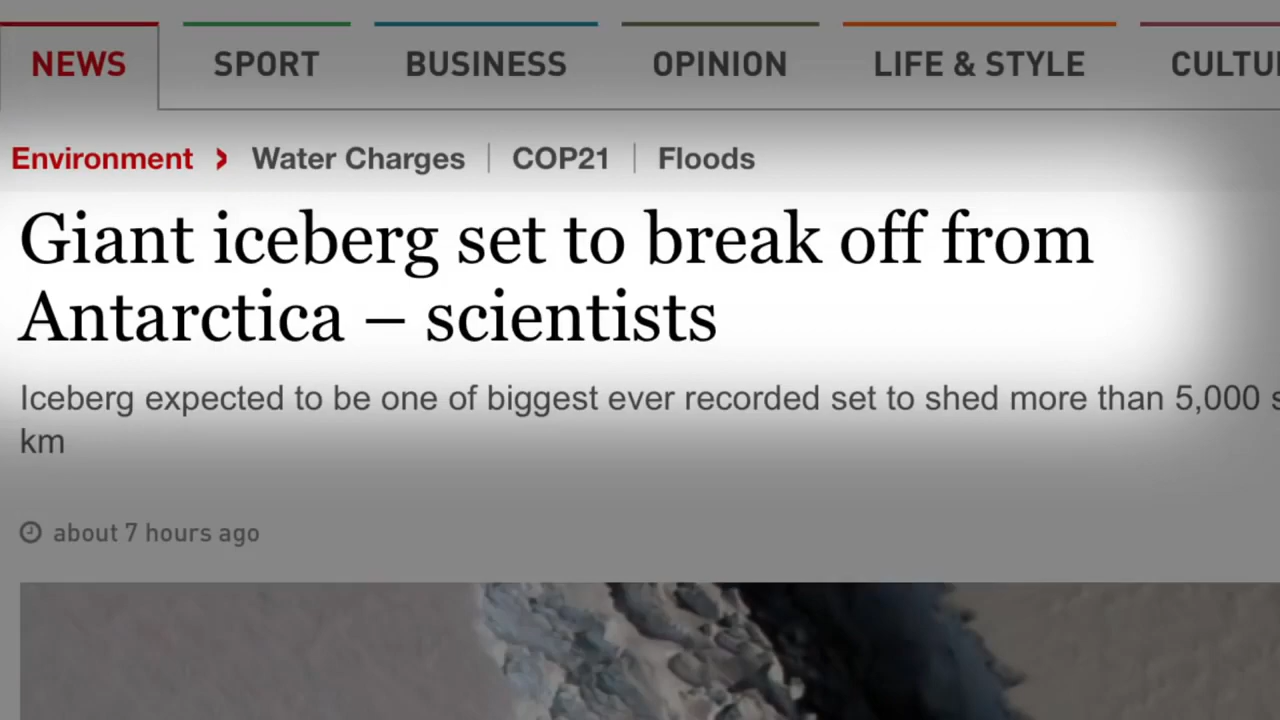 NEWS SPORT BUSINESS OPINION LIFE & STYLE
Environment › Water Charges | COP21 | Floods
Giant iceberg set to break off from
Antarctica – scientists
Iceberg expected to be one of biggest ever recorded set to shed more than 5,000
km
about 7 hours ago